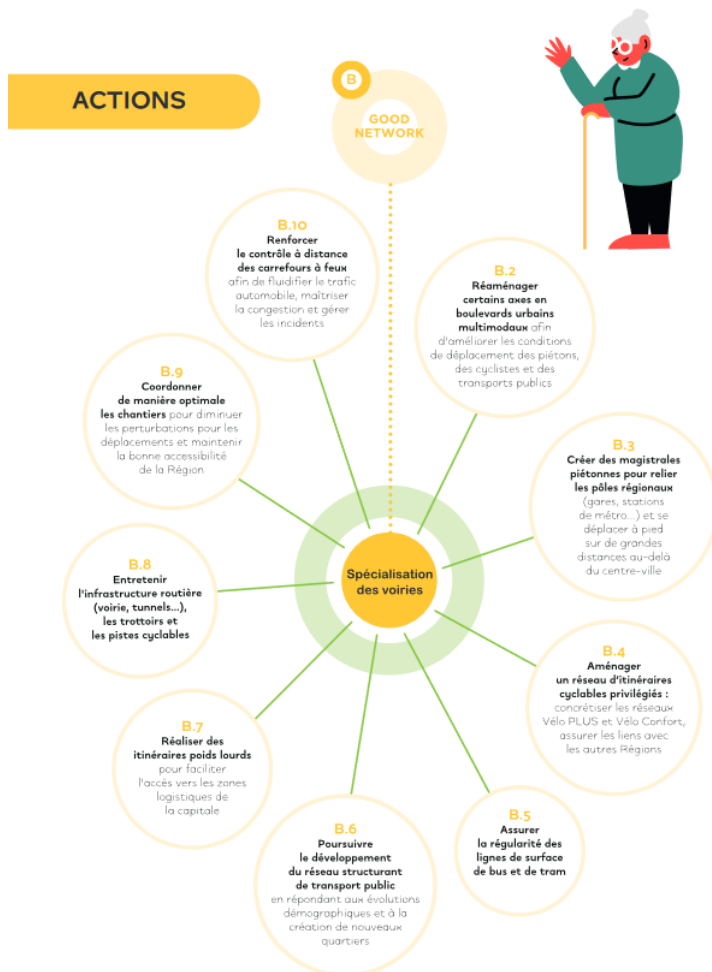 ACTIONS
B
GOOD
NETWORK
B.10
Renforcer
le contrôle à distance
des carrefours à feux
afin de fluidifier le trafic
automobile, maîtriser
la congestion et gérer
les incidents
B.2
Réaménager
certains axes en
boulevards urbains
multimodaux afin
d'améliorer les conditions
de déplacement des piétons,
des cyclistes et des
transports publics
B.9
Coordonner
de manière optimale
les chantiers pour diminuer
les perturbations pour les
déplacements et maintenir
la bonne accessibilité
de la Région
B.3
Créer des magistrales
piétonnes pour relier
les pôles régionaux
(gares, stations
de métro...) et se
déplacer à pied
sur de grandes
distances au-delà
du centre-ville
Spécialisation
des voiries
B.8
Entretenir
l'infrastructure routière
(voirie, tunnels...),
les trottoirs et
les pistes cyclables
B.4
Aménager
un réseau d'itinéraires
cyclables privilégiés :
concrétiser les réseaux
Vélo PLUS et Vélo Confort,
assurer les liens avec
les autres Régions
B.7
Réaliser des
itinéraires poids lourds
pour faciliter
l'accès vers les zones
logistiques de
la capitale
B.5
Assurer
la régularité des
lignes de surface
de bus et de tram
B.6
Poursuivre
le développement
du réseau structurant
de transport public
en répondant aux évolutions
démographiques et à la
création de nouveaux
quartiers